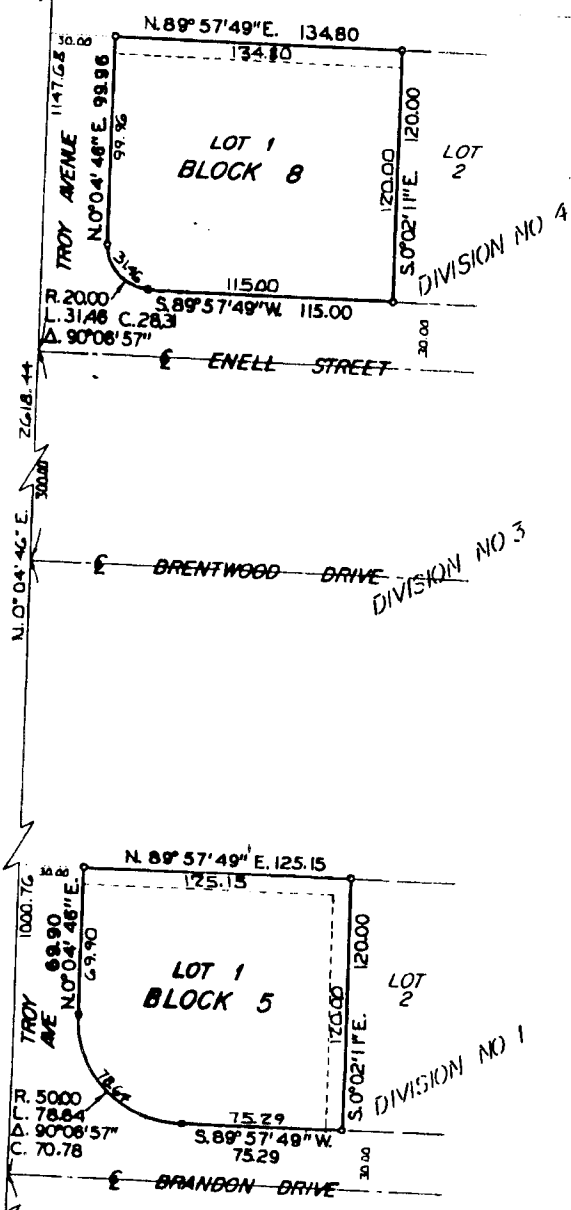 N. 89° 57' 49" E. 134.80
134.80
30.00
1147.68
TROY AVENUE
N. 0° 04' 46" E. 99.96
99.96
LOT 1
BLOCK 8
120.00
S. 0° 02' 11" E. 120.00
LOT
2
DIVISION NO 4
31.46
115.00
S. 89° 57' 49" W. 115.00
R. 20.00
L. 31.46 C. 28.31
Δ. 90° 06' 57"
30.00
℄ ENELL STREET
2618.44
300.00
N. 0° 04' 46" E.
℄ BRENTWOOD DRIVE
DIVISION NO 3
N. 89° 57' 49" E. 125.15
125.15
30.00
1000.76
TROY
AVE
69.90
N. 0° 04' 46" E.
69.90
LOT 1
BLOCK 5
120.00
S. 0° 02' 11" E. 120.00
LOT
2
DIVISION NO 1
78.64
75.29
S. 89° 57' 49" W.
75.29
R. 50.00
L. 78.64
Δ. 90° 06' 57"
C. 70.78
30.00
℄ BRANDON DRIVE